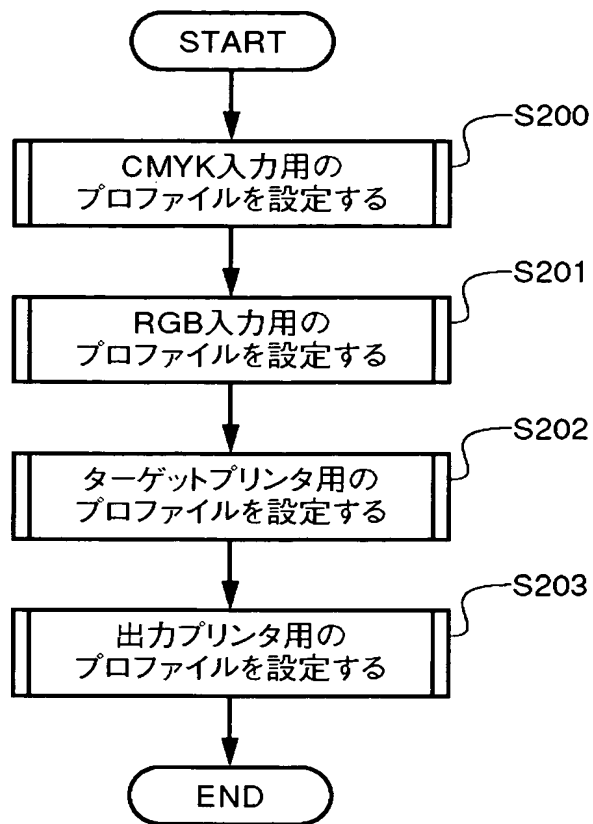 START
S200
CMYK入力用の
プロファイルを設定する
S201
RGB入力用の
プロファイルを設定する
S202
ターゲットプリンタ用の
プロファイルを設定する
S203
出力プリンタ用の
プロファイルを設定する
END